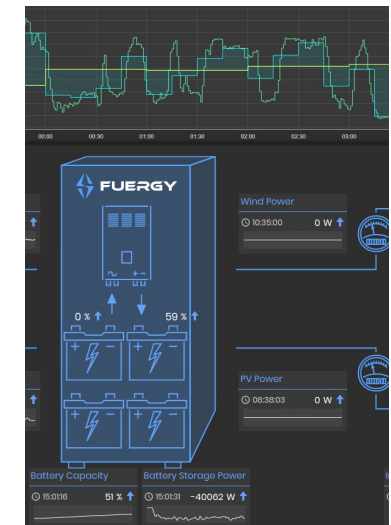 00:00 00:30 01:00 01:30 02:00 02:30 03:00
FUERGY
0 % 59 %
Wind Power
10:35:00 0 W
PV Power
08:38:03 0 W
Battery Capacity
15:01:16 51 %
Battery Storage Power
15:01:31 -40062 W